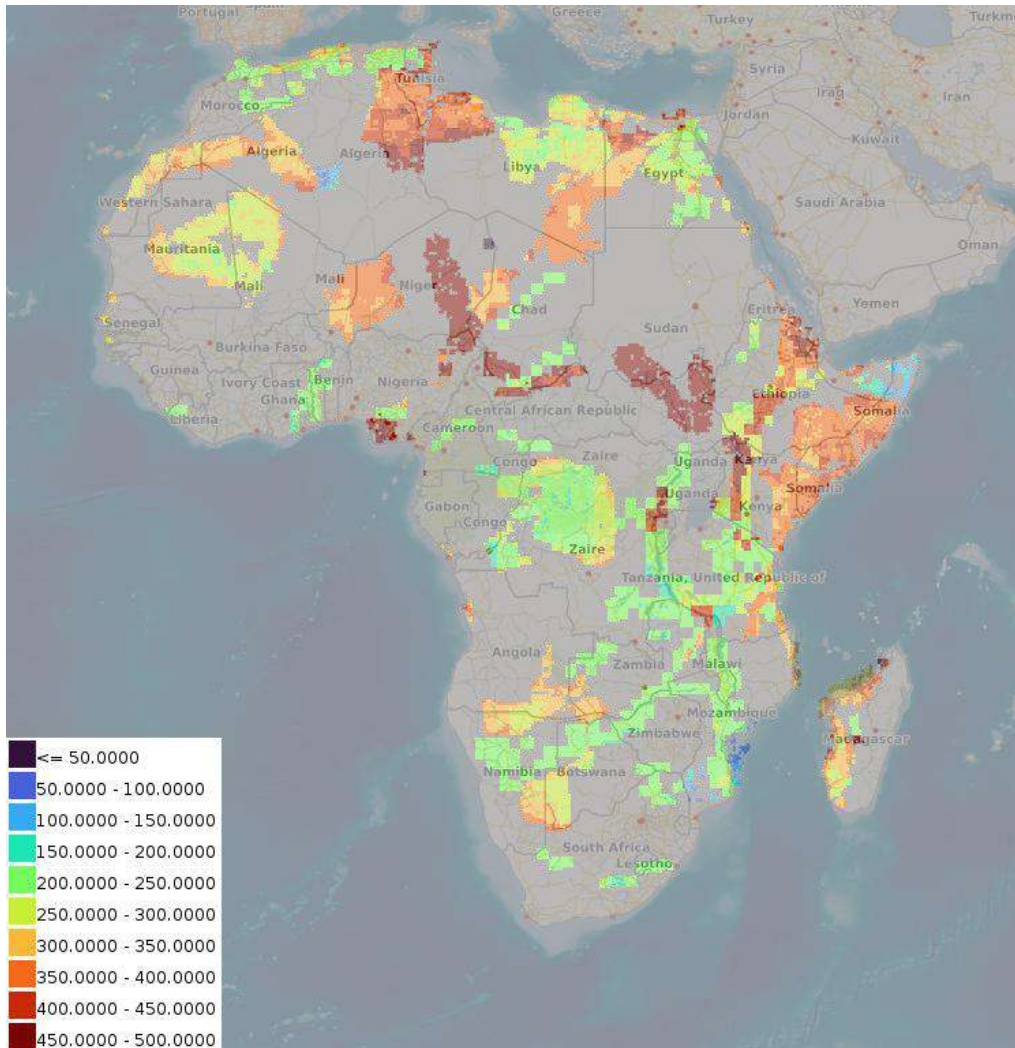 Portugal
Greece
Turkey
Turkm
Syria
Tunisia
Iraq
Iran
Morocco
Jordan
Kuwait
Algeria
Algeria
Libya
Egypt
Western Sahara
Saudi Arabia
Mauritania
Oman
Mali
Mali
Niger
Chad
Eritrea
Yemen
Senegal
Sudan
Burkina Faso
Guinea
Ivory Coast
Benin
Nigeria
Ethiopia
Ghana
Somalia
Liberia
Central African Republic
Cameroon
Congo
Zaire
Uganda
Kenya
Uganda
Somalia
Gabon
Kenya
Congo
Zaire
Tanzania, United Republic of
Angola
Zambia
Malawi
Mozambique
Zimbabwe
Madagascar
Namibia
Botswana
South Africa
Lesotho
<= 50.0000
50.0000 - 100.0000
100.0000 - 150.0000
150.0000 - 200.0000
200.0000 - 250.0000
250.0000 - 300.0000
300.0000 - 350.0000
350.0000 - 400.0000
400.0000 - 450.0000
450.0000 - 500.0000